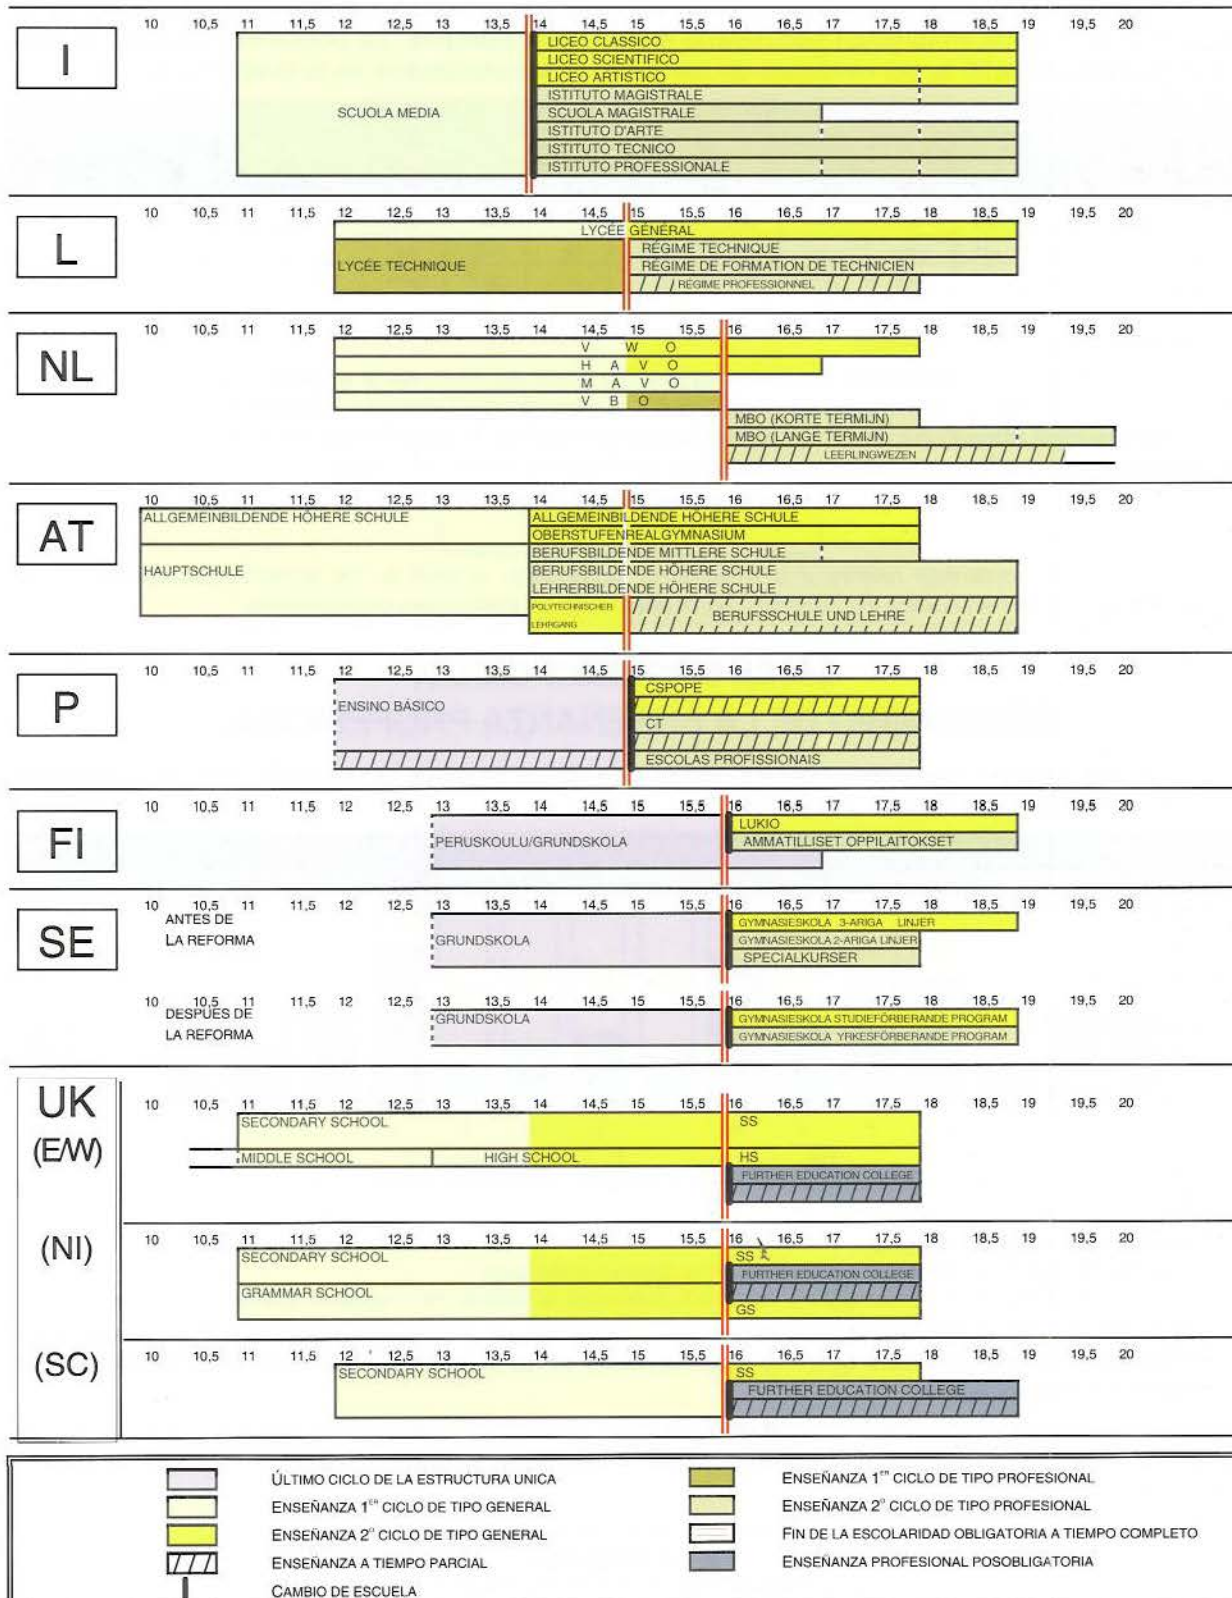 10 10,5 11 11,5 12 12,5 13 13,5 14 14,5 15 15,5 16 16,5 17 17,5 18 18,5 19 19,5 20
I
LICEO CLASSICO
LICEO SCIENTIFICO
LICEO ARTISTICO
ISTITUTO MAGISTRALE
SCUOLA MEDIA
SCUOLA MAGISTRALE
ISTITUTO D'ARTE
ISTITUTO TECNICO
ISTITUTO PROFESSIONALE
10 10,5 11 11,5 12 12,5 13 13,5 14 14,5 15 15,5 16 16,5 17 17,5 18 18,5 19 19,5 20
L
LYCÉE GÉNÉRAL
RÉGIME TECHNIQUE
LYCÉE TECHNIQUE
RÉGIME DE FORMATION DE TECHNICIEN
RÉGIME PROFESSIONNEL
10 10,5 11 11,5 12 12,5 13 13,5 14 14,5 15 15,5 16 16,5 17 17,5 18 18,5 19 19,5 20
NL
V W O
H A V O
M A V O
V B O
MBO (KORTE TERMIJN)
MBO (LANGE TERMIJN)
LEERLINGWEZEN
10 10,5 11 11,5 12 12,5 13 13,5 14 14,5 15 15,5 16 16,5 17 17,5 18 18,5 19 19,5 20
AT
ALLGEMEINBILDENDE HÖHERE SCHULE
ALLGEMEINBILDENDE HÖHERE SCHULE
OBERSTUFENREALGYMNASIUM
BERUFSBILDENDE MITTLERE SCHULE
HAUPTSCHULE
BERUFSBILDENDE HÖHERE SCHULE
LEHRERBILDENDE HÖHERE SCHULE
POLYTECHNISCHER
LEHRGANG
BERUFSSCHULE UND LEHRE
10 10,5 11 11,5 12 12,5 13 13,5 14 14,5 15 15,5 16 16,5 17 17,5 18 18,5 19 19,5 20
P
CSPOPE
ENSINO BÁSICO
CT
ESCOLAS PROFISSIONAIS
10 10,5 11 11,5 12 12,5 13 13,5 14 14,5 15 15,5 16 16,5 17 17,5 18 18,5 19 19,5 20
FI
LUKIO
PERUSKOULU/GRUNDSKOLA
AMMATILLISET OPPILAITOKSET
10 10,5 11 11,5 12 12,5 13 13,5 14 14,5 15 15,5 16 16,5 17 17,5 18 18,5 19 19,5 20
SE
ANTES DE
LA REFORMA
GRUNDSKOLA
GYMNASIESKOLA 3-ARIGA LINJER
GYMNASIESKOLA 2-ARIGA LINJER
SPECIALKURSER
10 10,5 11 11,5 12 12,5 13 13,5 14 14,5 15 15,5 16 16,5 17 17,5 18 18,5 19 19,5 20
DESPUES DE
LA REFORMA
GRUNDSKOLA
GYMNASIESKOLA STUDIEFÖRBERANDE PROGRAM
GYMNASIESKOLA YRKESFÖRBERANDE PROGRAM
UK
(E/W)
10 10,5 11 11,5 12 12,5 13 13,5 14 14,5 15 15,5 16 16,5 17 17,5 18 18,5 19 19,5 20
SECONDARY SCHOOL
SS
MIDDLE SCHOOL
HIGH SCHOOL
HS
FURTHER EDUCATION COLLEGE
(NI)
10 10,5 11 11,5 12 12,5 13 13,5 14 14,5 15 15,5 16 16,5 17 17,5 18 18,5 19 19,5 20
SECONDARY SCHOOL
SS
FURTHER EDUCATION COLLEGE
GRAMMAR SCHOOL
GS
(SC)
10 10,5 11 11,5 12 12,5 13 13,5 14 14,5 15 15,5 16 16,5 17 17,5 18 18,5 19 19,5 20
SECONDARY SCHOOL
SS
FURTHER EDUCATION COLLEGE
ÚLTIMO CICLO DE LA ESTRUCTURA UNICA
ENSEÑANZA 1ER CICLO DE TIPO GENERAL
ENSEÑANZA 2º CICLO DE TIPO GENERAL
ENSEÑANZA A TIEMPO PARCIAL
CAMBIO DE ESCUELA
ENSEÑANZA 1ER CICLO DE TIPO PROFESIONAL
ENSEÑANZA 2º CICLO DE TIPO PROFESIONAL
FIN DE LA ESCOLARIDAD OBLIGATORIA A TIEMPO COMPLETO
ENSEÑANZA PROFESIONAL POSOBLIGATORIA